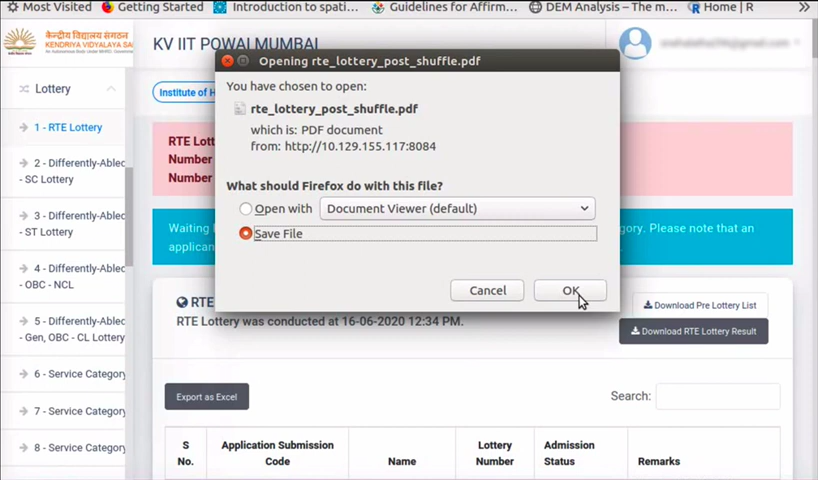 Most Visited
Getting Started
Introduction to spati...
Guidelines for Affirm...
DEM Analysis - The m...
Home | R
केन्द्रीय विद्यालय संगठन
KENDRIYA VIDYALAYA SA
KV IIT POWAI MUMBAI
Lottery
1 - RTE Lottery
2 - Differently-Abled
- SC Lottery
3 - Differently-Abled
- ST Lottery
4 - Differently-Abled
- OBC - NCL
5 - Differently-Abled
- Gen, OBC - CL Lottery
6 - Service Category
7 - Service Category
8 - Service Category
Institute of H
RTE Lott
Number
Number
Opening rte_lottery_post_shuffle.pdf
You have chosen to open:
rte_lottery_post_shuffle.pdf
which is: PDF document
from: http://10.129.155.117:8084
What should Firefox do with this file?
Open with
Document Viewer (default)
Save File
Cancel
OK
Waiting
gory. Please note that an
applican
RTE
RTE Lottery was conducted at 16-06-2020 12:34 PM.
Download Pre Lottery List
Download RTE Lottery Result
Export as Excel
Search:
S
No.
Application Submission
Code
Name
Lottery
Number
Admission
Status
Remarks